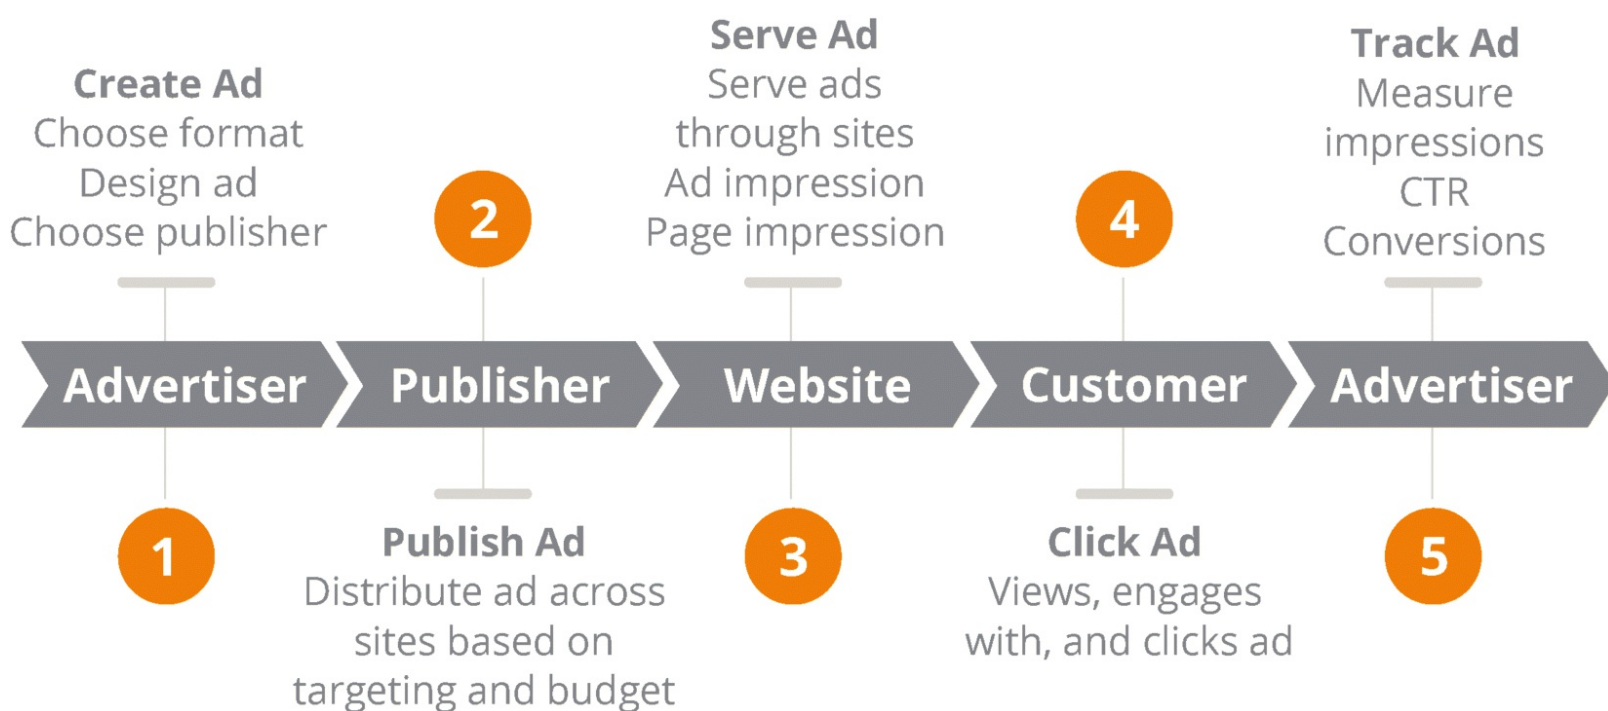 Create Ad
Choose format
Design ad
Choose publisher
2
Serve Ad
Serve ads
through sites
Ad impression
Page impression
4
Track Ad
Measure
impressions
CTR
Conversions
Advertiser
Publisher
Website
Customer
Advertiser
1
Publish Ad
Distribute ad across
sites based on
targeting and budget
3
Click Ad
Views, engages
with, and clicks ad
5